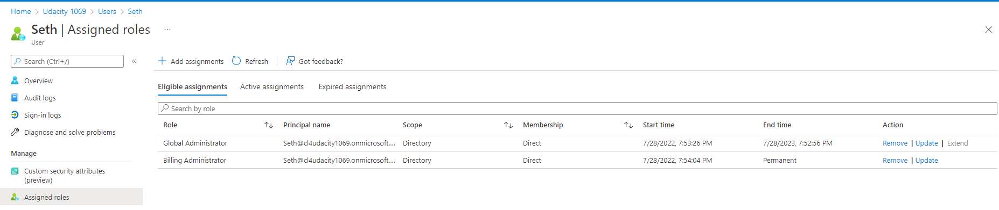 Home > Udacity 1069 > Users > Seth
Seth | Assigned roles ...
User
Search (Ctrl+/) «
Overview
Audit logs
Sign-in logs
Diagnose and solve problems
Manage
Custom security attributes
(preview)
Assigned roles
Add assignments Refresh Got feedback?
Eligible assignments Active assignments Expired assignments
Search by role
Role Principal name Scope Membership Start time End time Action
Global Administrator Seth@cl4udacity1069.onmicrosoft.... Directory Direct 7/28/2022, 7:53:26 PM 7/28/2023, 7:52:56 PM Remove | Update | Extend
Billing Administrator Seth@cl4udacity1069.onmicrosoft.... Directory Direct 7/28/2022, 7:54:04 PM Permanent Remove | Update